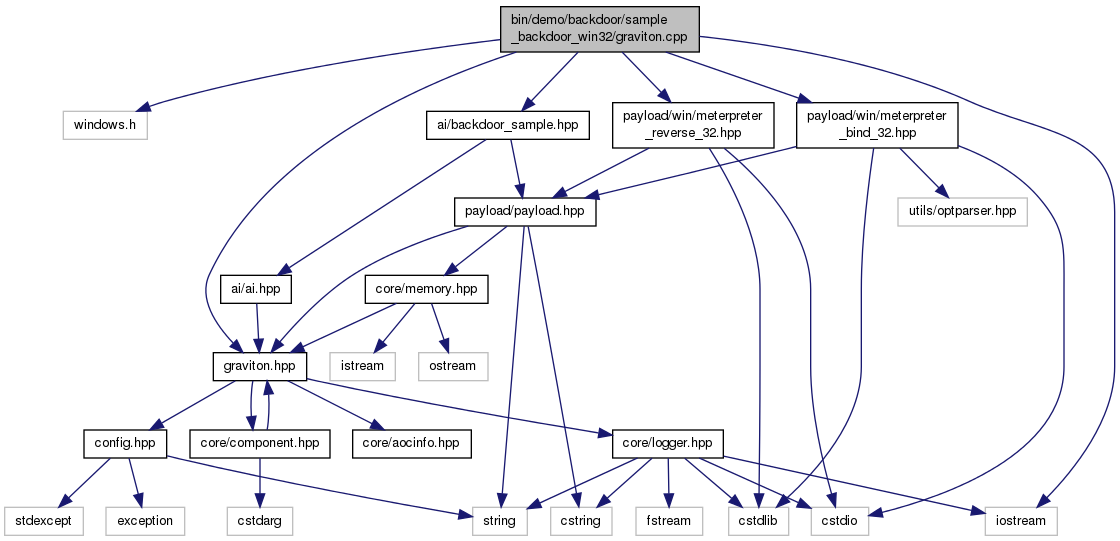 bin/demo/backdoor/sample
_backdoor_win32/graviton.cpp
windows.h
ai/backdoor_sample.hpp
payload/win/meterpreter
_reverse_32.hpp
payload/win/meterpreter
_bind_32.hpp
payload/payload.hpp
utils/optparser.hpp
ai/ai.hpp
core/memory.hpp
graviton.hpp
istream
ostream
config.hpp
core/component.hpp
core/aocinfo.hpp
core/logger.hpp
stdexcept
exception
cstdarg
string
cstring
fstream
cstdlib
cstdio
iostream